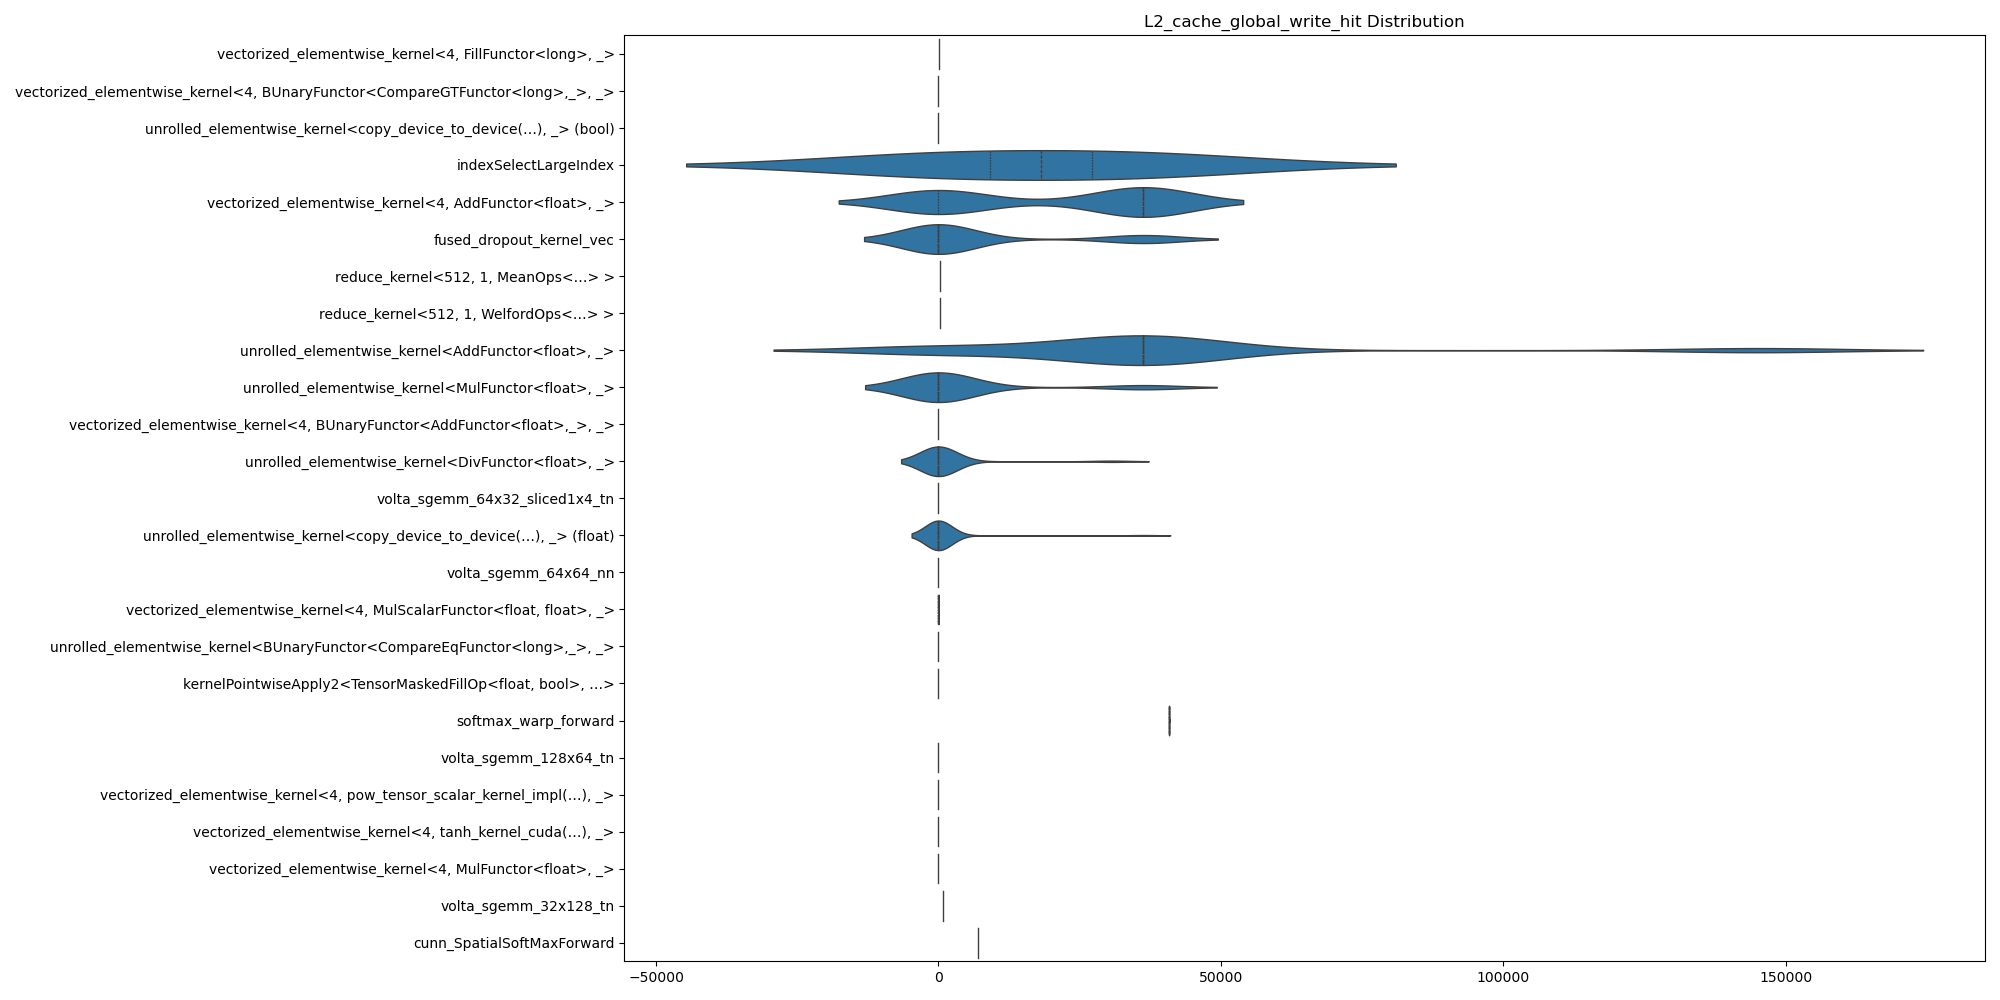 L2_cache_global_write_hit Distribution
vectorized_elementwise_kernel<4, FillFunctor<long>, _>
vectorized_elementwise_kernel<4, BUnaryFunctor<CompareGTFunctor<long>,_>, _>
unrolled_elementwise_kernel<copy_device_to_device(...), _> (bool)
indexSelectLargeIndex
vectorized_elementwise_kernel<4, AddFunctor<float>, _>
fused_dropout_kernel_vec
reduce_kernel<512, 1, MeanOps<...> >
reduce_kernel<512, 1, WelfordOps<...> >
unrolled_elementwise_kernel<AddFunctor<float>, _>
unrolled_elementwise_kernel<MulFunctor<float>, _>
vectorized_elementwise_kernel<4, BUnaryFunctor<AddFunctor<float>,_>, _>
unrolled_elementwise_kernel<DivFunctor<float>, _>
volta_sgemm_64x32_sliced1x4_tn
unrolled_elementwise_kernel<copy_device_to_device(...), _> (float)
volta_sgemm_64x64_nn
vectorized_elementwise_kernel<4, MulScalarFunctor<float, float>, _>
unrolled_elementwise_kernel<BUnaryFunctor<CompareEqFunctor<long>,_>, _>
kernelPointwiseApply2<TensorMaskedFillOp<float, bool>, ...>
softmax_warp_forward
volta_sgemm_128x64_tn
vectorized_elementwise_kernel<4, pow_tensor_scalar_kernel_impl(...), _>
vectorized_elementwise_kernel<4, tanh_kernel_cuda(...), _>
vectorized_elementwise_kernel<4, MulFunctor<float>, _>
volta_sgemm_32x128_tn
cunn_SpatialSoftMaxForward
−50000 0 50000 100000 150000